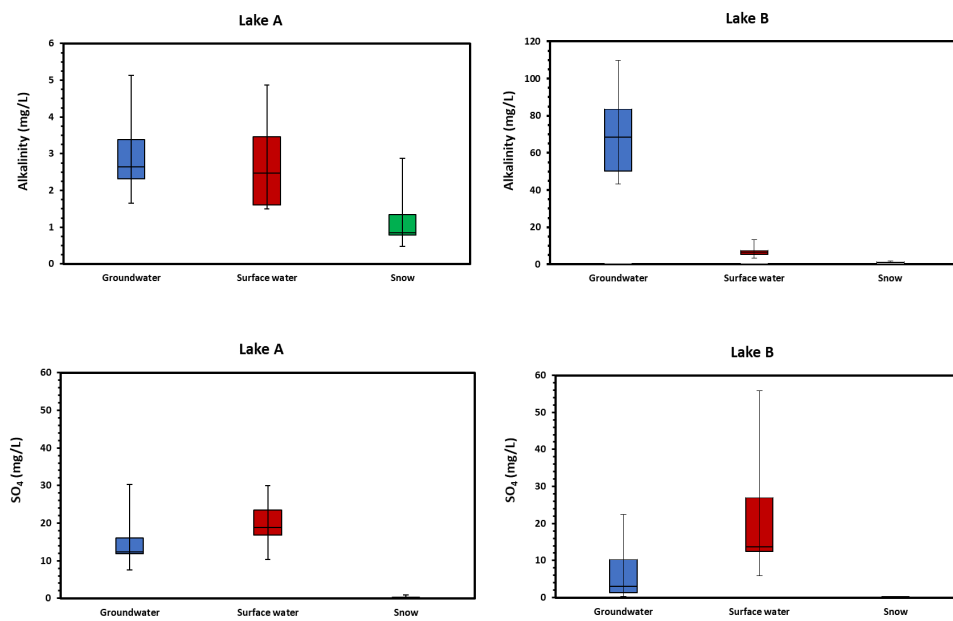 Lake A
Alkalinity (mg/L)
6
5
4
3
2
1
0
Groundwater Surface water Snow
Lake B
Alkalinity (mg/L)
120
100
80
60
40
20
0
Groundwater Surface water Snow
Lake A
SO₄ (mg/L)
60
50
40
30
20
10
0
Groundwater Surface water Snow
Lake B
SO₄ (mg/L)
60
50
40
30
20
10
0
Groundwater Surface water Snow